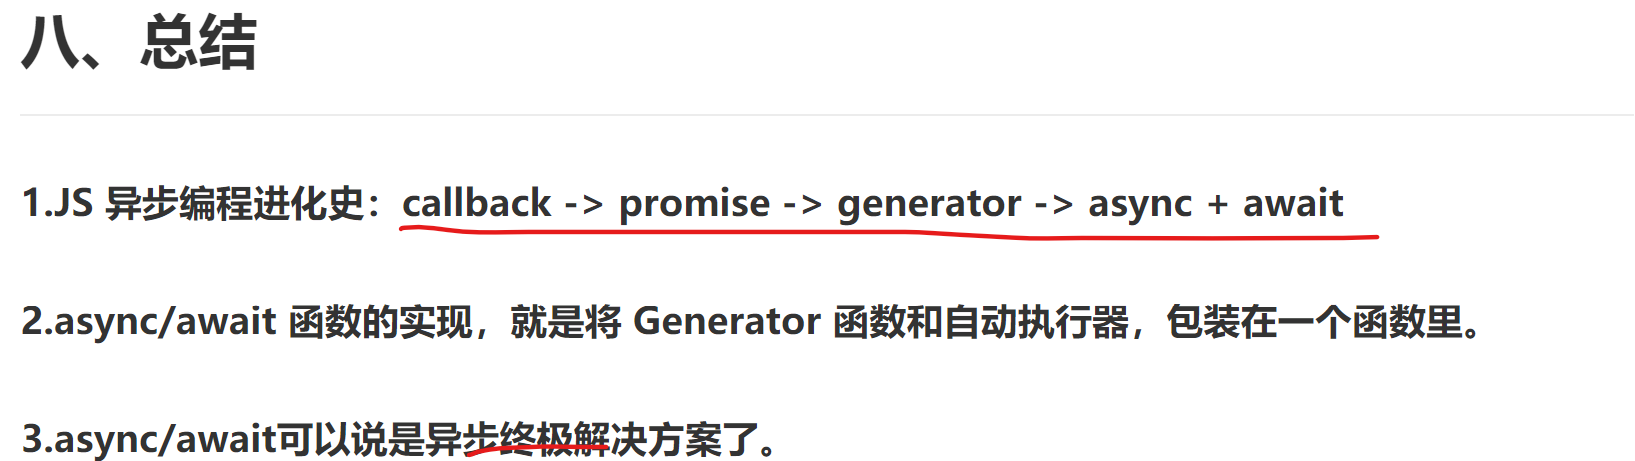 八、总结
1.JS 异步编程进化史：callback -> promise -> generator -> async + await
2.async/await 函数的实现，就是将 Generator 函数和自动执行器，包装在一个函数里。
3.async/await可以说是异步终极解决方案了。